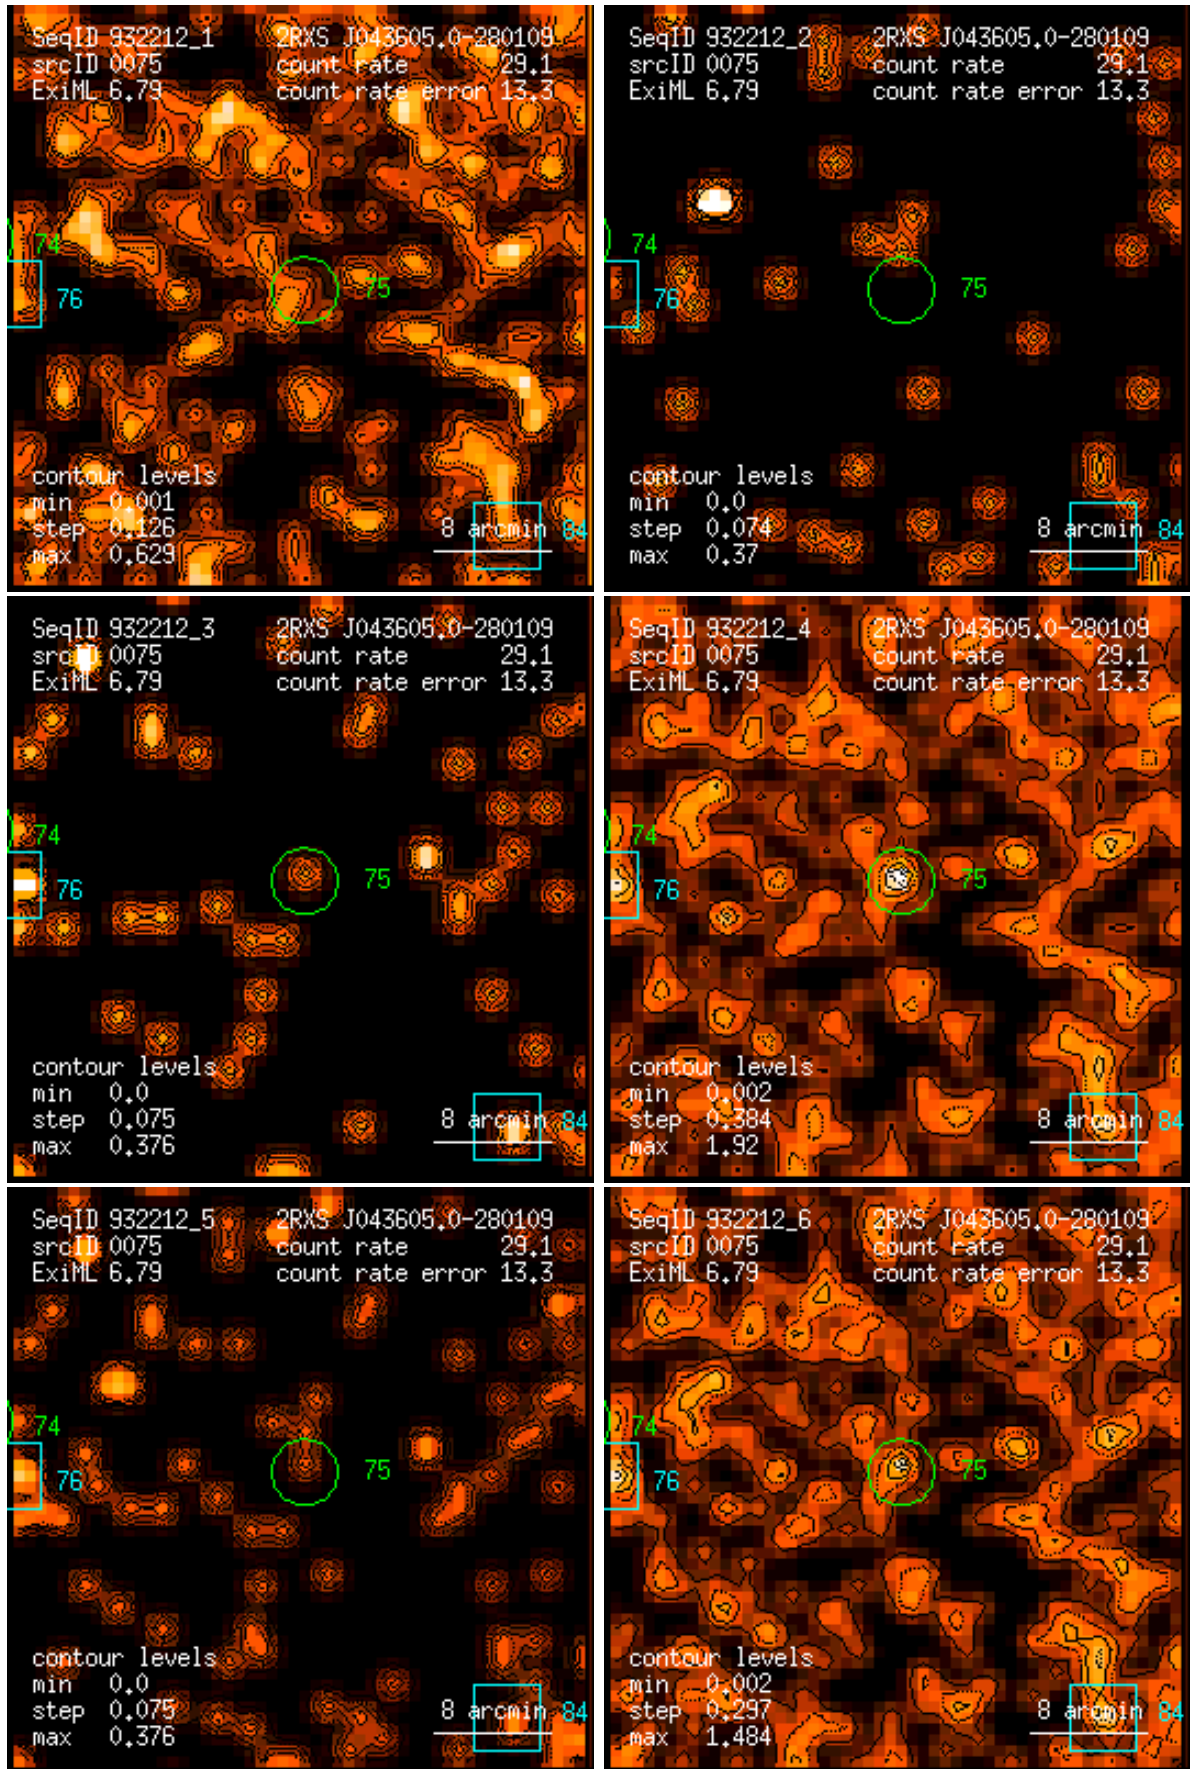 SeqID 932212_1 2RXS J043605.0-280109
srcID 0075 count rate 29.1
ExiML 6.79 count rate error 13.3
74
76
75
contour levels
min 0.001
step 0.126
max 0.629
8 arcmin 84
SeqID 932212_2 2RXS J043605.0-280109
srcID 0075 count rate 29.1
ExiML 6.79 count rate error 13.3
74
76
75
contour levels
min 0.0
step 0.074
max 0.37
8 arcmin 84
SeqID 932212_3 2RXS J043605.0-280109
srcID 0075 count rate 29.1
ExiML 6.79 count rate error 13.3
74
76
75
contour levels
min 0.0
step 0.075
max 0.376
8 arcmin 84
SeqID 932212_4 2RXS J043605.0-280109
srcID 0075 count rate 29.1
ExiML 6.79 count rate error 13.3
74
76
75
contour levels
min 0.002
step 0.384
max 1.92
8 arcmin 84
SeqID 932212_5 2RXS J043605.0-280109
srcID 0075 count rate 29.1
ExiML 6.79 count rate error 13.3
74
76
75
contour levels
min 0.0
step 0.075
max 0.376
8 arcmin 84
SeqID 932212_6 2RXS J043605.0-280109
srcID 0075 count rate 29.1
ExiML 6.79 count rate error 13.3
74
76
75
contour levels
min 0.002
step 0.297
max 1.484
8 arcmin 84